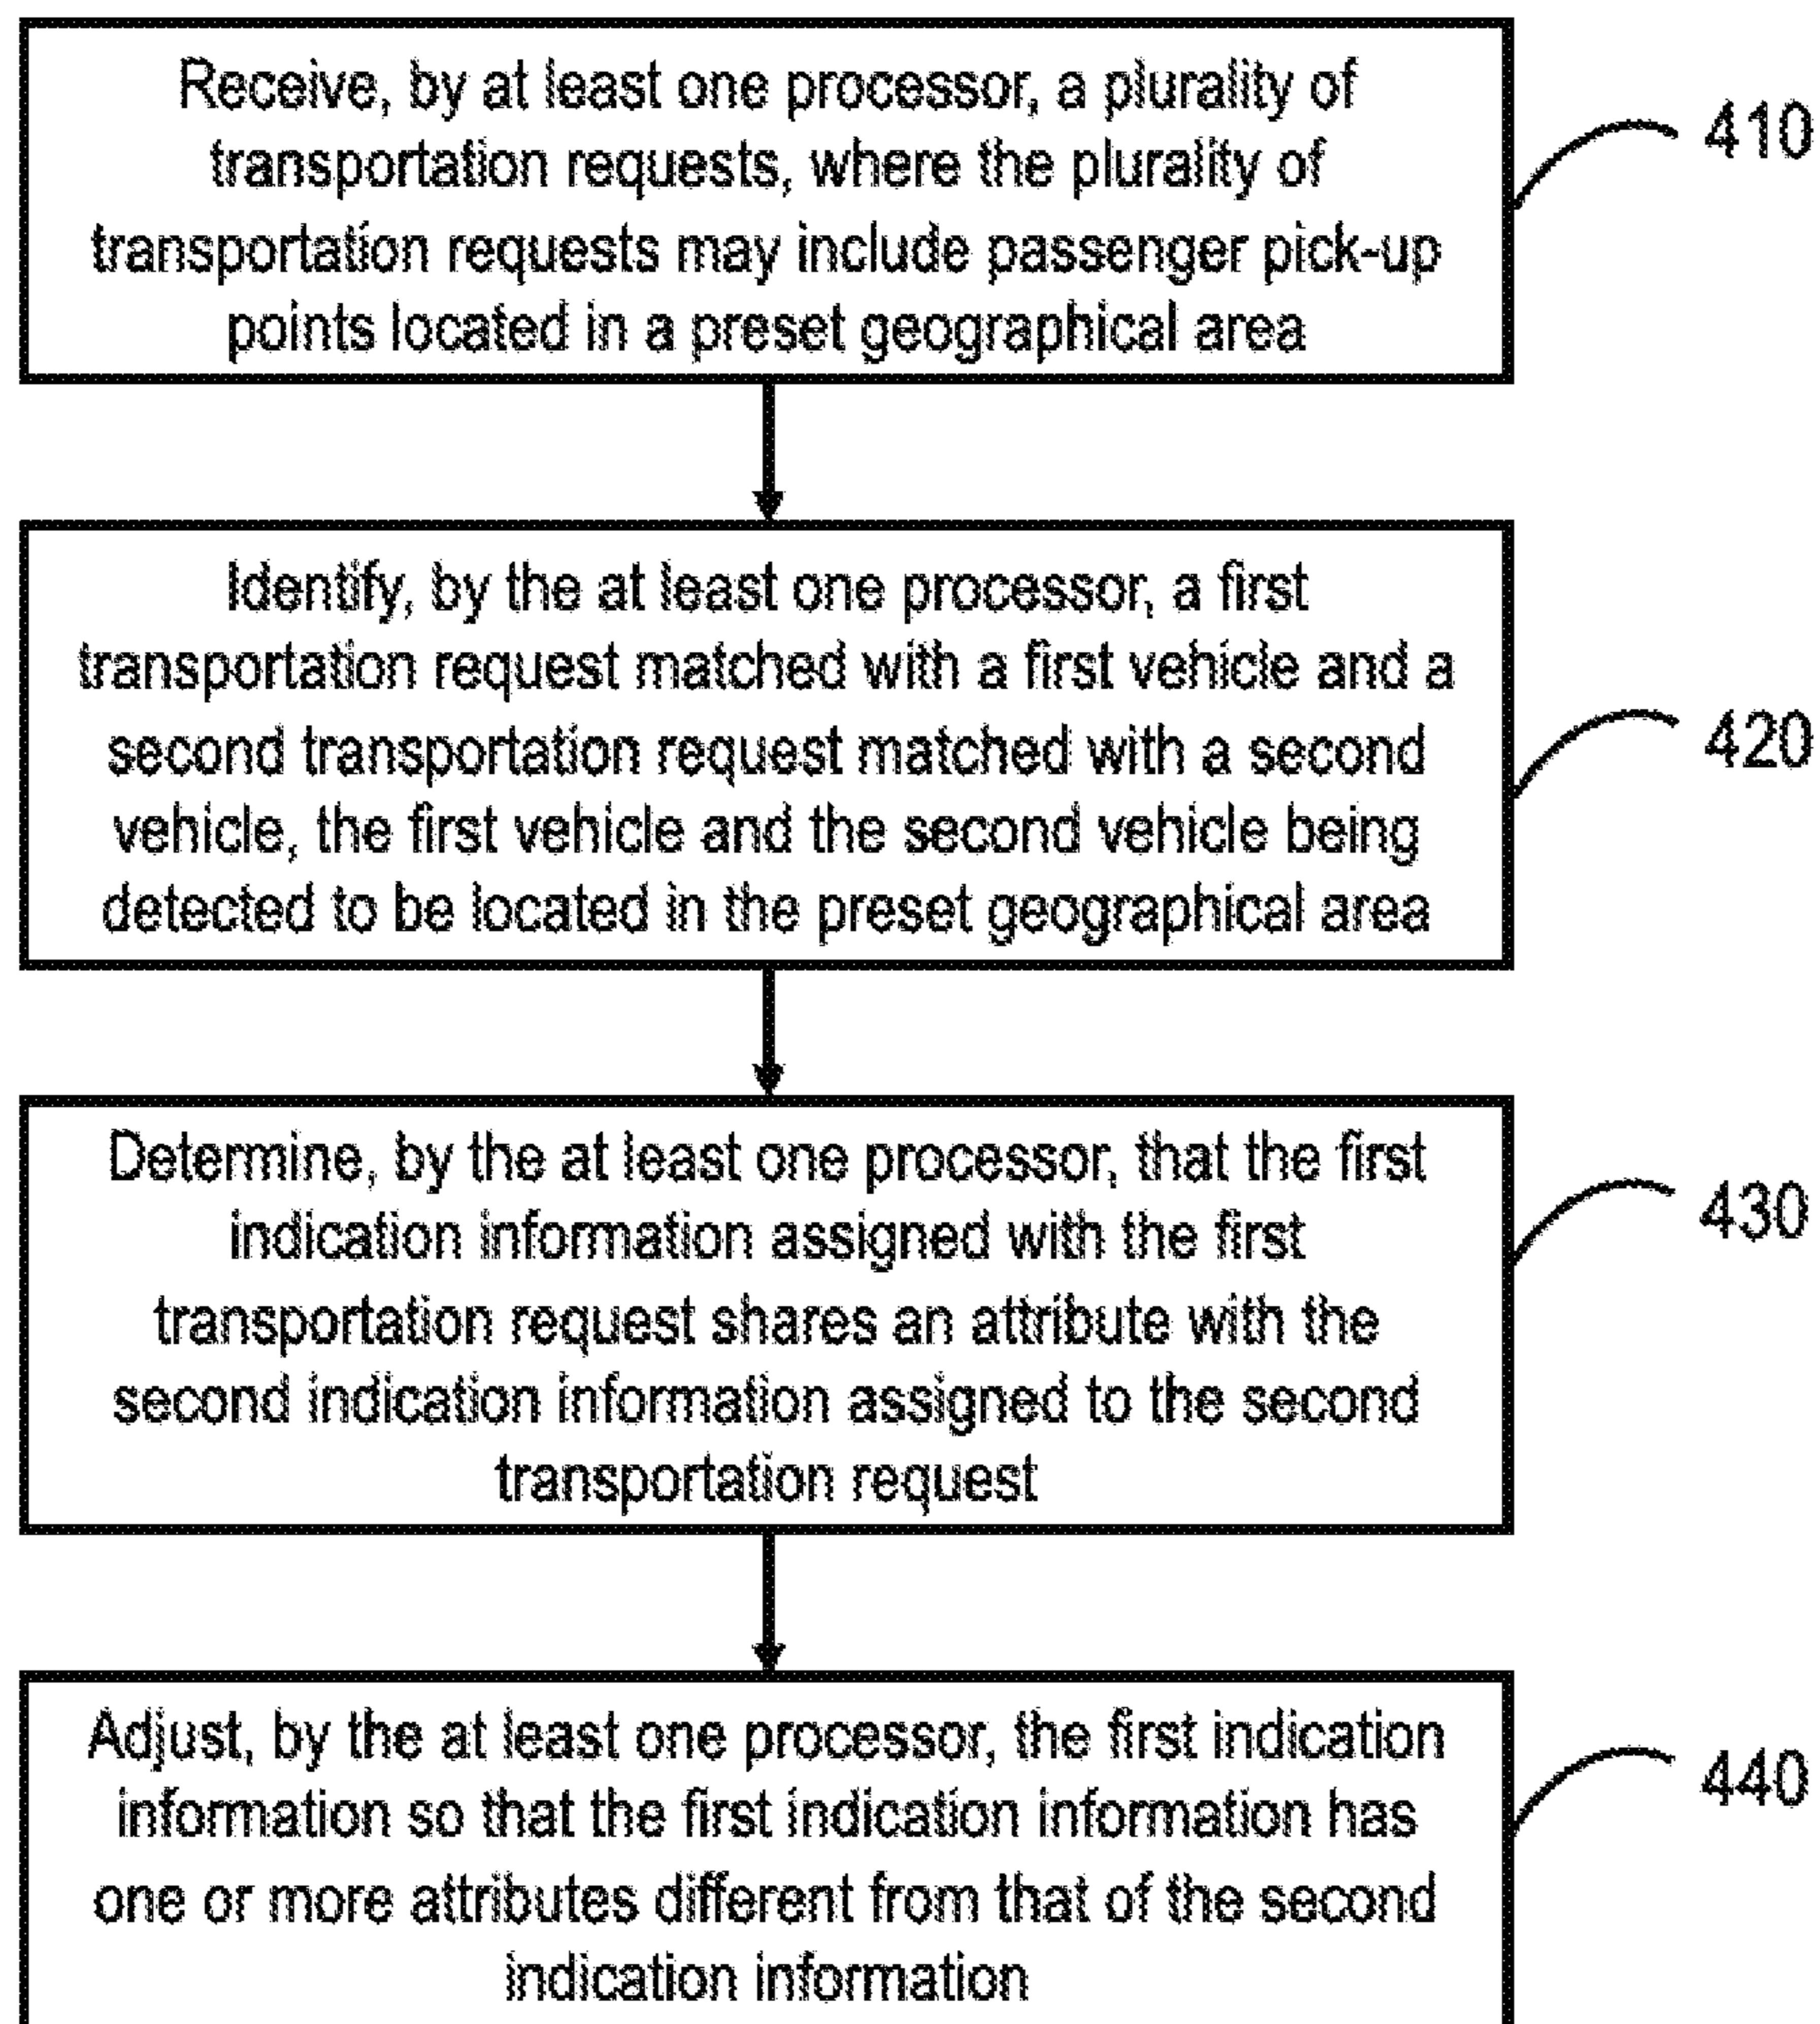 Receive, by at least one processor, a plurality of
transportation requests, where the plurality of
transportation requests may include passenger pick-up
points located in a preset geographical area
410
Identify, by the at least one processor, a first
transportation request matched with a first vehicle and a
second transportation request matched with a second
vehicle, the first vehicle and the second vehicle being
detected to be located in the preset geographical area
420
Determine, by the at least one processor, that the first
indication information assigned with the first
transportation request shares an attribute with the
second indication information assigned to the second
transportation request
430
Adjust, by the at least one processor, the first indication
information so that the first indication information has
one or more attributes different from that of the second
indication information
440